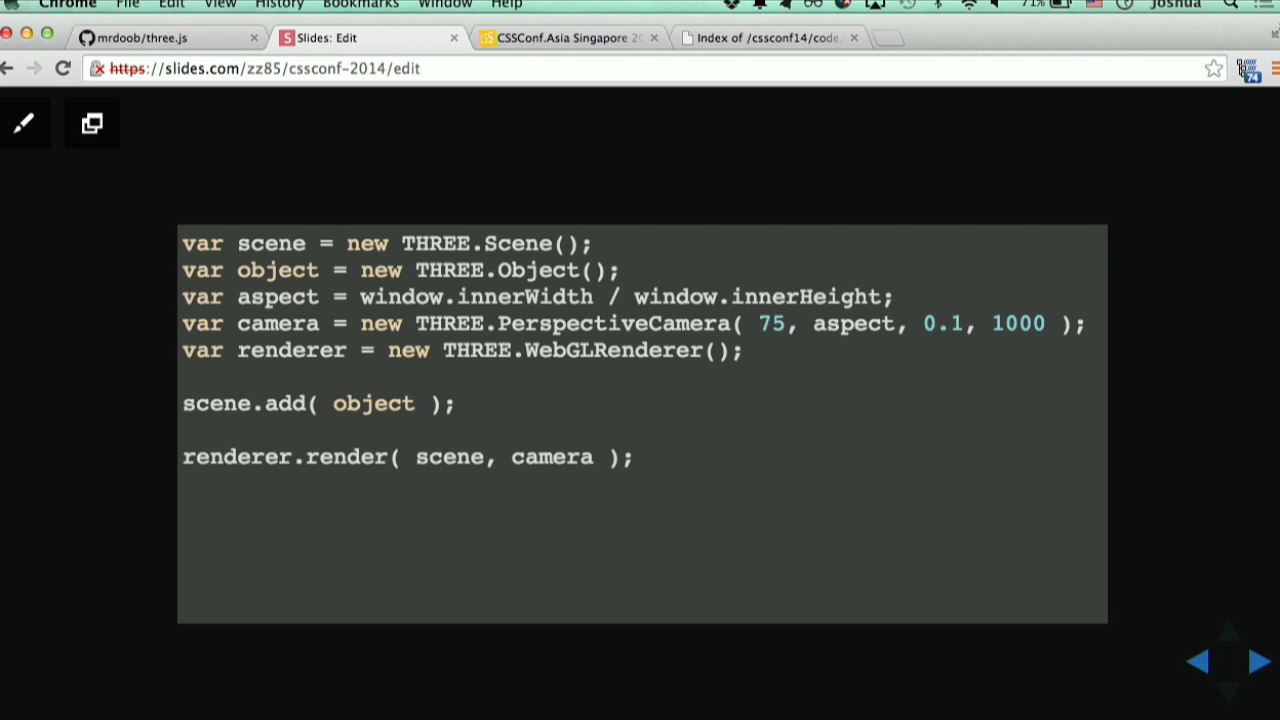 Chrome File Edit View History Bookmarks Window Help 71% Joshua
mrdoob/three.js Slides: Edit CSSConf.Asia Singapore 20 Index of /cssconf14/code/
https://slides.com/zz85/cssconf-2014/edit
74
var scene = new THREE.Scene();
var object = new THREE.Object();
var aspect = window.innerWidth / window.innerHeight;
var camera = new THREE.PerspectiveCamera( 75, aspect, 0.1, 1000 );
var renderer = new THREE.WebGLRenderer();
scene.add( object );
renderer.render( scene, camera );